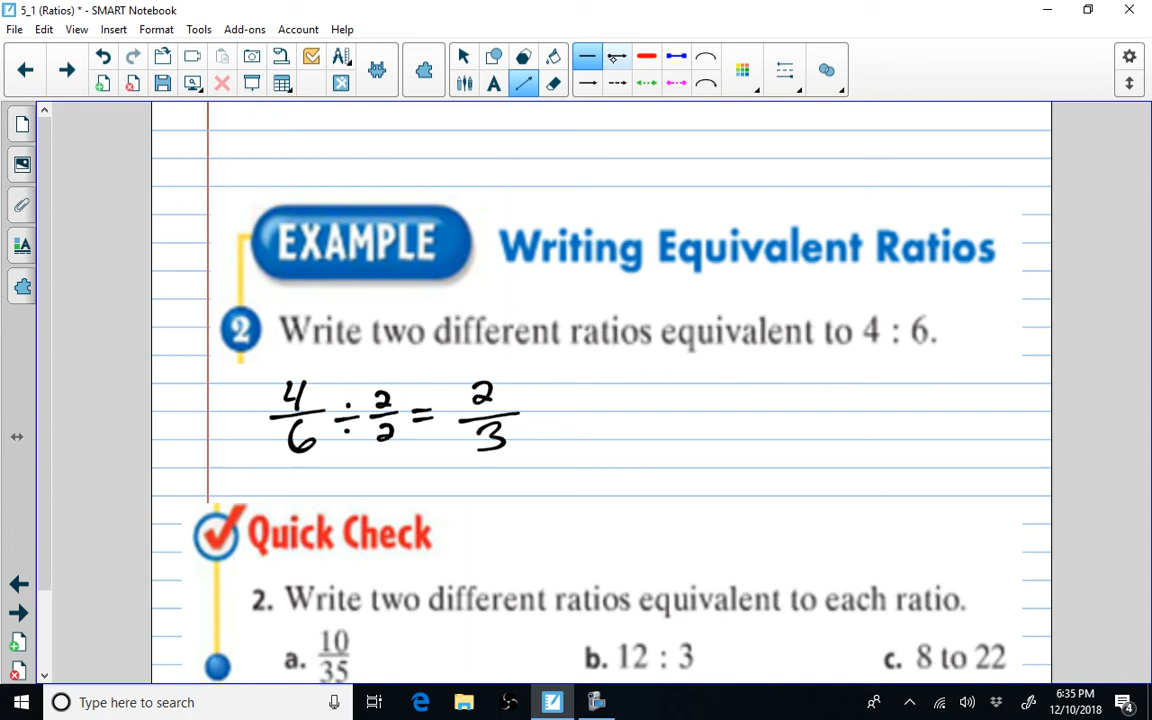 5_1 (Ratios) * - SMART Notebook
File Edit View Insert Format Tools Add-ons Account Help
EXAMPLE Writing Equivalent Ratios
2 Write two different ratios equivalent to 4 : 6.
4/6 ÷ 2/2 = 2/3
Quick Check
2. Write two different ratios equivalent to each ratio.
a. 10/35 b. 12 : 3 c. 8 to 22
Type here to search
6:35 PM
12/10/2018
4